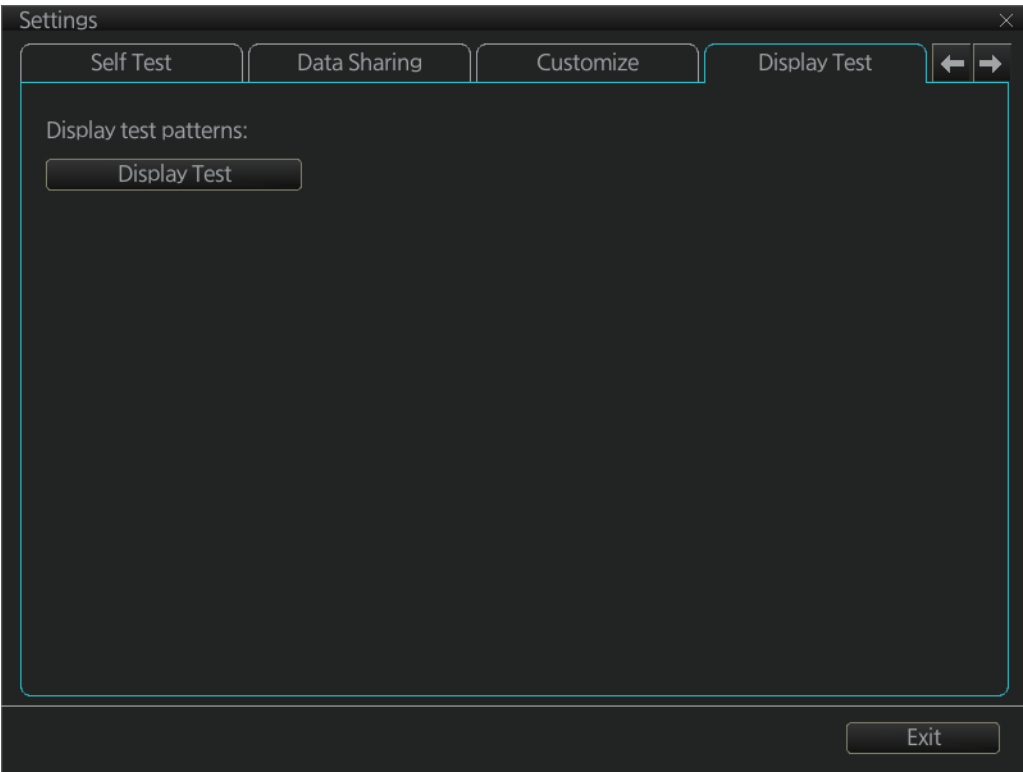 Settings
Self Test
Data Sharing
Customize
Display Test
Display test patterns:
Display Test
Exit